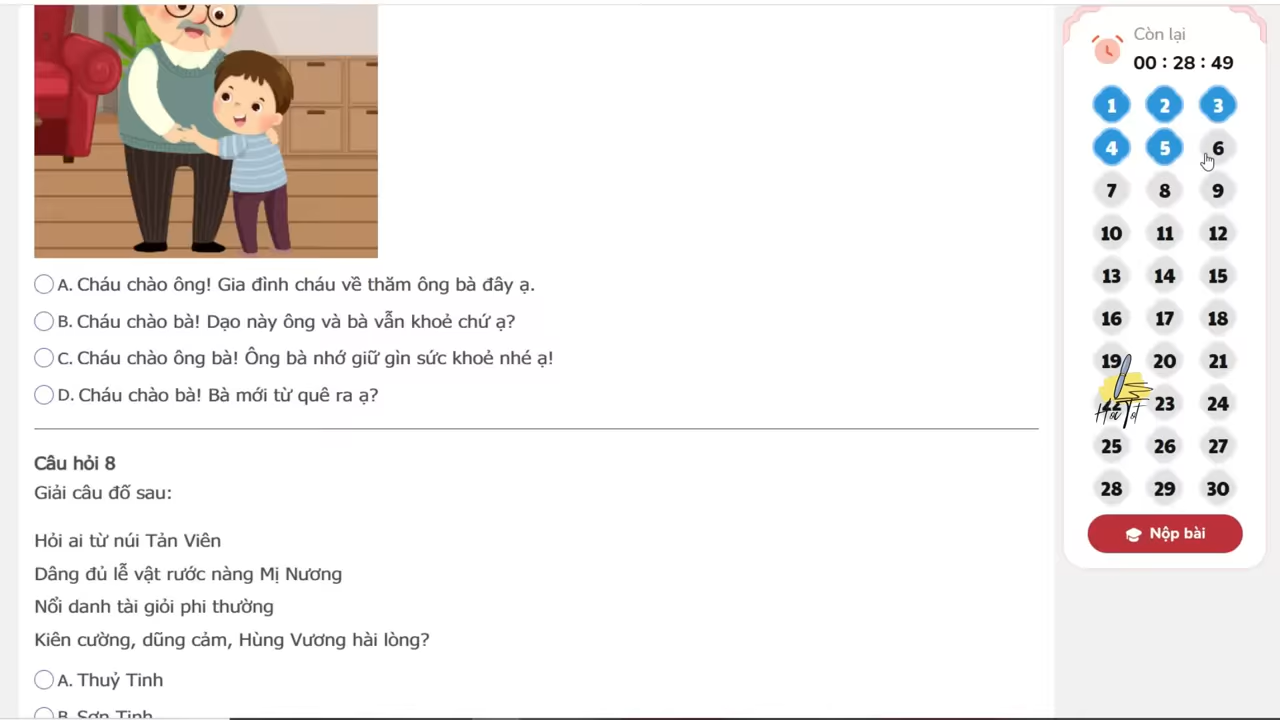 A. Cháu chào ông! Gia đình cháu về thăm ông bà đây ạ.
B. Cháu chào bà! Dạo này ông và bà vẫn khoẻ chứ ạ?
C. Cháu chào ông bà! Ông bà nhớ giữ gìn sức khoẻ nhé ạ!
D. Cháu chào bà! Bà mới từ quê ra ạ?
Câu hỏi 8
Giải câu đố sau:
Hỏi ai từ núi Tản Viên
Dâng đủ lễ vật rước nàng Mị Nương
Nổi danh tài giỏi phi thường
Kiên cường, dũng cảm, Hùng Vương hài lòng?
A. Thuỷ Tinh
B. Sơn Tinh
Còn lại
00 : 28 : 49
1 2 3
4 5 6
7 8 9
10 11 12
13 14 15
16 17 18
19 20 21
22 23 24
Học Tốt
25 26 27
28 29 30
Nộp bài